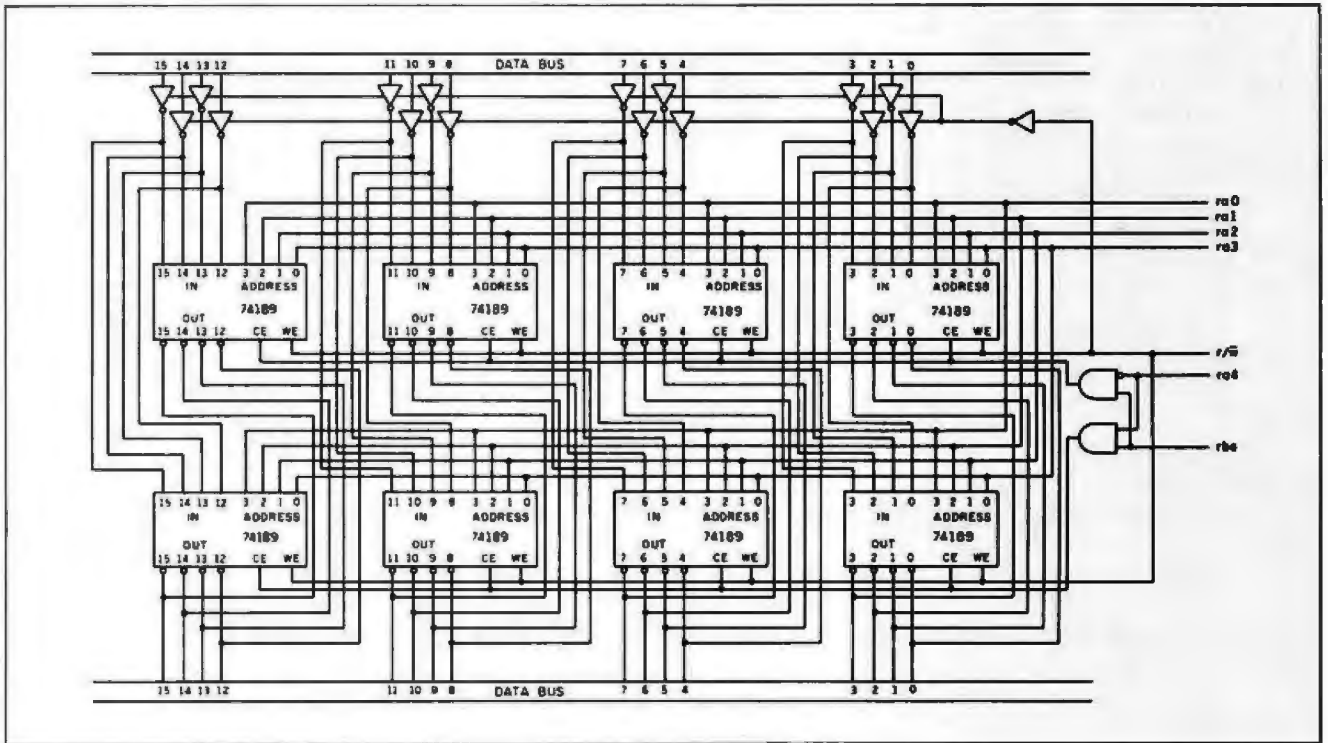 15 14 13 12 11 10 9 8 DATA BUS 7 6 5 4 3 2 1 0
ra0
ra1
ra2
ra3
15 14 13 12 3 2 1 0 11 10 9 8 3 2 1 0 7 6 5 4 3 2 1 0 3 2 1 0 3 2 1 0
IN ADDRESS IN ADDRESS IN ADDRESS IN ADDRESS
74189 74189 74189 74189
OUT OUT OUT OUT
15 14 13 12 CE WE 11 10 9 8 CE WE 7 6 5 4 CE WE 3 2 1 0 CE WE
r/w̅
ra4
rbe
15 14 13 12 3 2 1 0 11 10 9 8 3 2 1 0 7 6 5 4 3 2 1 0 3 2 1 0 3 2 1 0
IN ADDRESS IN ADDRESS IN ADDRESS IN ADDRESS
74189 74189 74189 74189
OUT OUT OUT OUT
15 14 13 12 CE WE 11 10 9 8 CE WE 7 6 5 4 CE WE 3 2 1 0 CE WE
15 14 13 12 11 10 9 8 DATA BUS 7 6 5 4 3 2 1 0